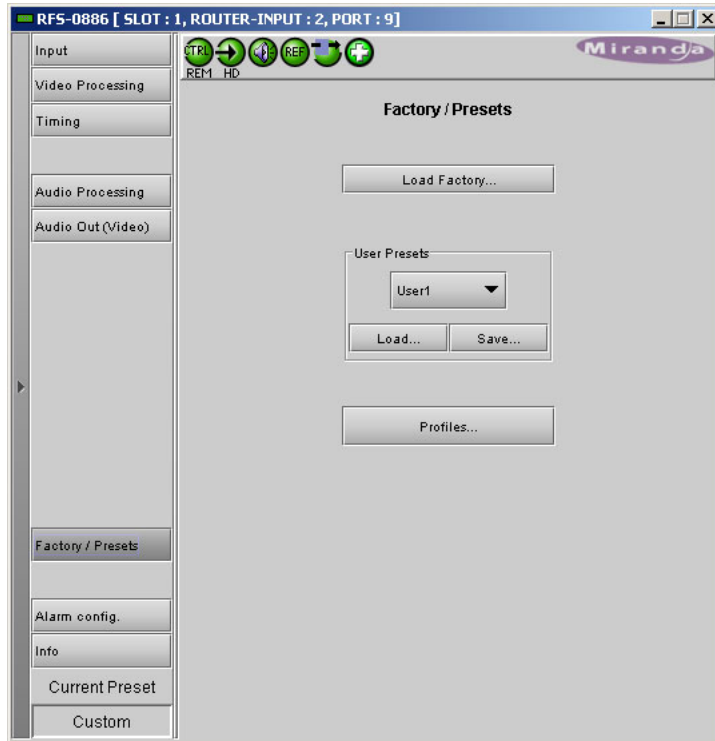 RFS-0886 [ SLOT : 1, ROUTER-INPUT : 2, PORT : 9]
Input
Video Processing
Timing
Audio Processing
Audio Out (Video)
Factory / Presets
Alarm config.
Info
Current Preset
Custom
CTRL
REF
REM HD
Miranda
Factory / Presets
Load Factory...
User Presets
User1
Load... Save...
Profiles...